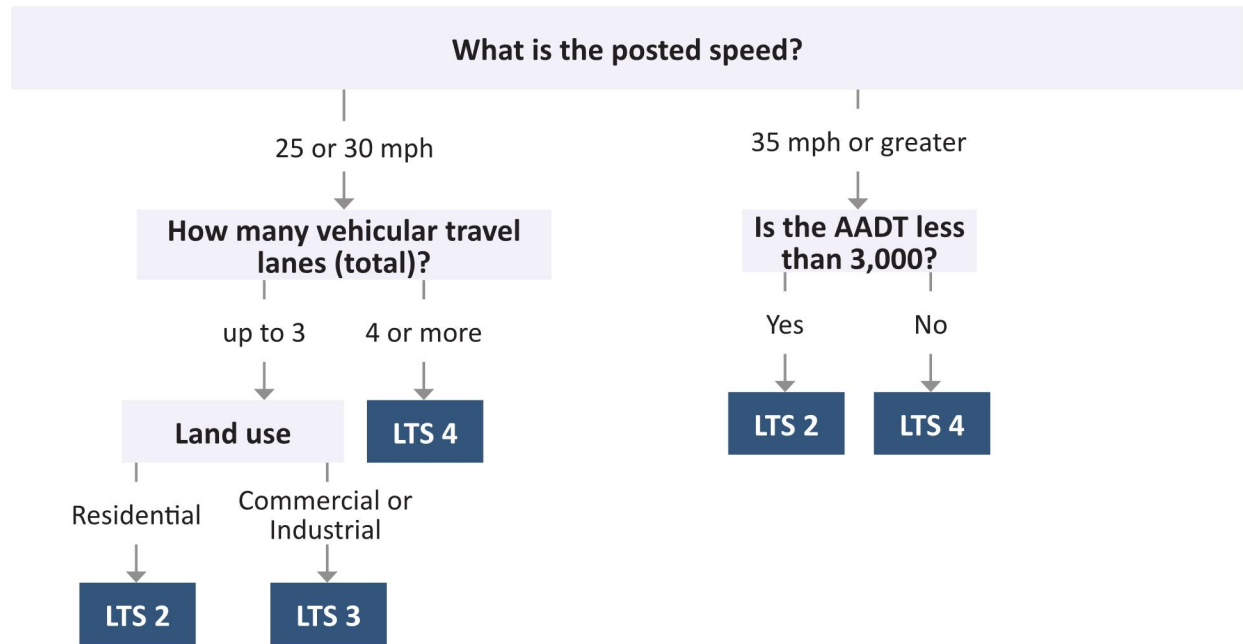 What is the posted speed?
25 or 30 mph
35 mph or greater
How many vehicular travel
lanes (total)?
Is the AADT less
than 3,000?
up to 3
4 or more
Yes
No
Land use
LTS 4
LTS 2
LTS 4
Residential
Commercial or
Industrial
LTS 2
LTS 3